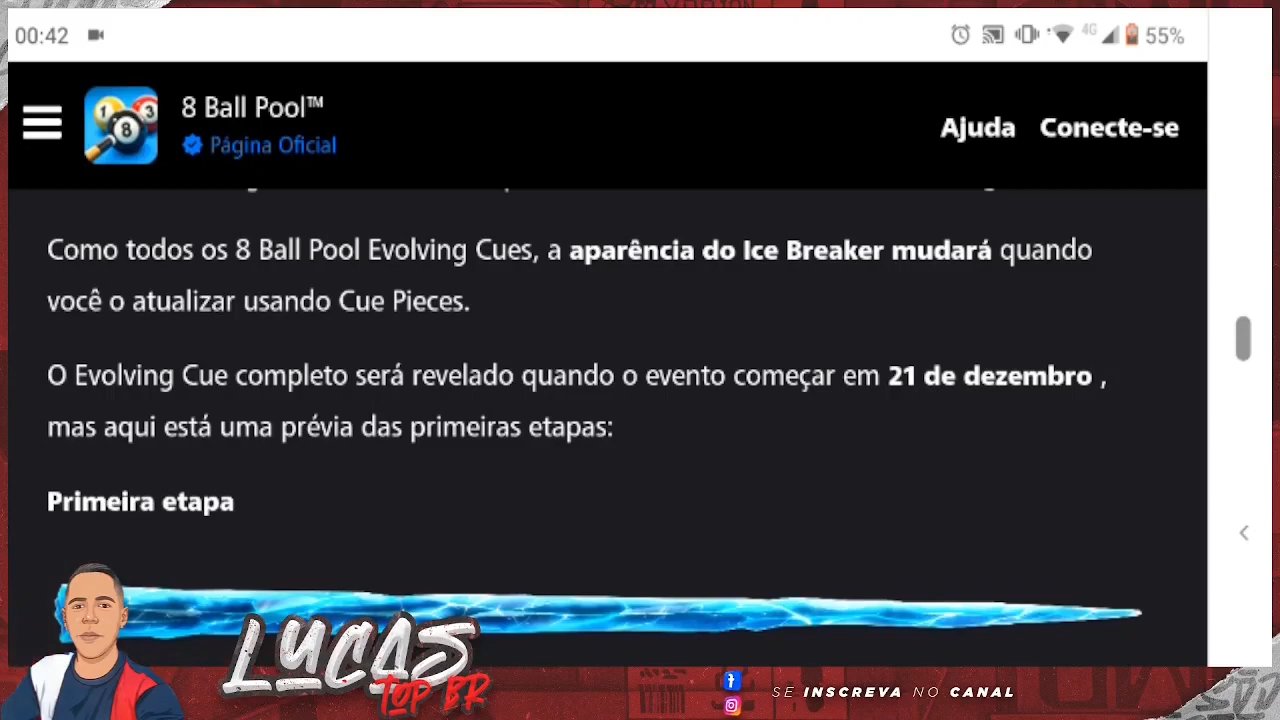 00:42
4G
55%
8 Ball Pool™
Página Oficial
Ajuda Conecte-se
Como todos os 8 Ball Pool Evolving Cues, a aparência do Ice Breaker mudará quando
você o atualizar usando Cue Pieces.
O Evolving Cue completo será revelado quando o evento começar em 21 de dezembro ,
mas aqui está uma prévia das primeiras etapas:
Primeira etapa
LUCAS
TOP BR
SE INSCREVA NO CANAL